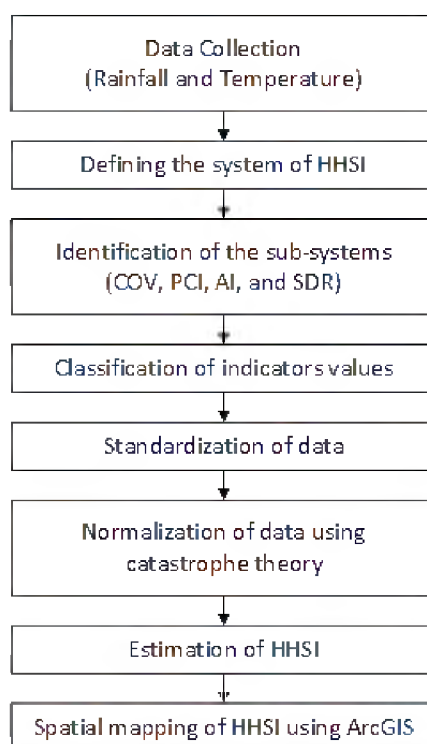 Data Collection
(Rainfall and Temperature)
Defining the system of HHSI
Identification of the sub-systems
(COV, PCI, AI, and SDR)
Classification of indicators values
Standardization of data
Normalization of data using
catastrophe theory
Estimation of HHSI
Spatial mapping of HHSI using ArcGIS